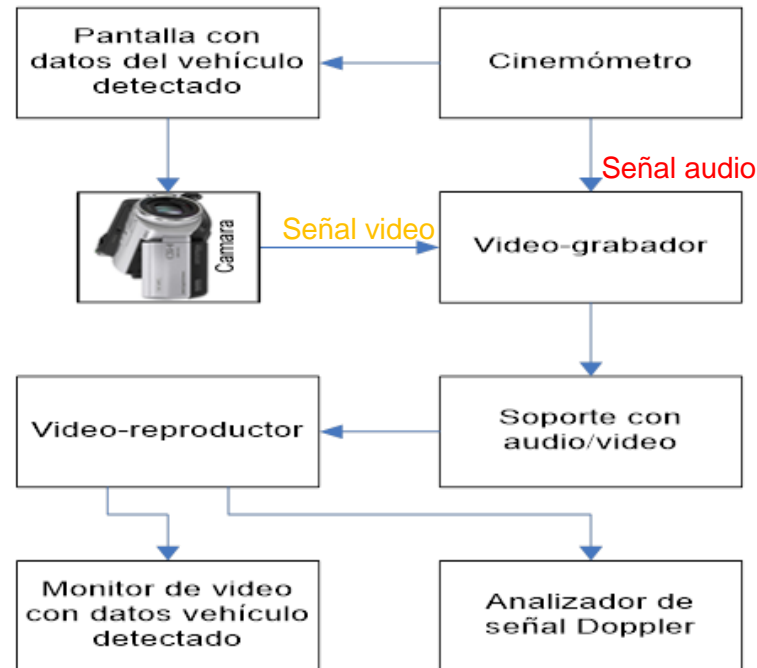 Pantalla con
datos del vehículo
detectado
Cinemómetro
Señal audio
Camara
Señal video
Video-grabador
Video-reproductor
Soporte con
audio/video
Monitor de video
con datos vehículo
detectado
Analizador de
señal Doppler